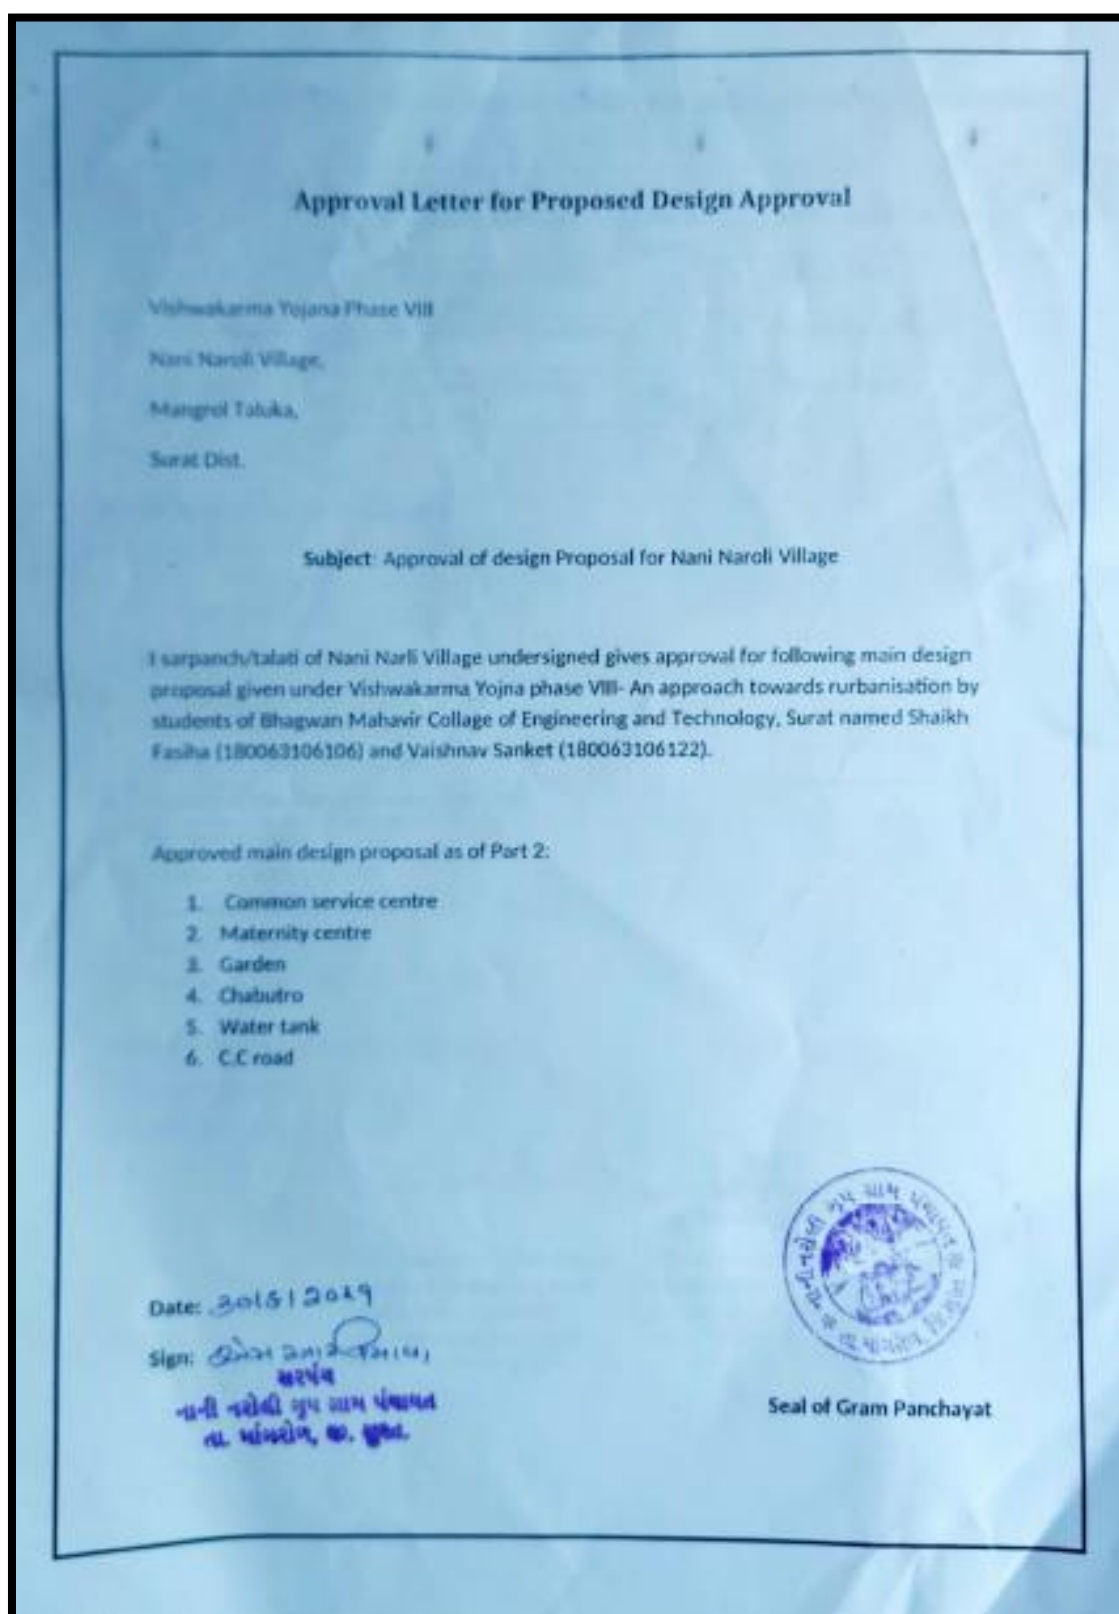 Approval Letter for Proposed Design Approval
Vishwakarma Yojana Phase VIII
Nani Naroli Village,
Mangrol Taluka,
Surat Dist.
Subject: Approval of design Proposal for Nani Naroli Village
I sarpanch/talati of Nani Narli Village undersigned gives approval for following main design
proposal given under Vishwakarma Yojna phase VIII- An approach towards rurbanisation by
students of Bhagwan Mahavir Collage of Engineering and Technology, Surat named Shaikh
Fasiha (180063106106) and Vaishnav Sanket (180063106122).
Approved main design proposal as of Part 2:
1. Common service centre
2. Maternity centre
3. Garden
4. Chabutro
5. Water tank
6. C.C road
Date:
Sign:
સરપંચ
નાની નરોલી ગૃપ ગ્રામ પંચાયત
તા. માંગરોળ, જી. સુરત.
Seal of Gram Panchayat